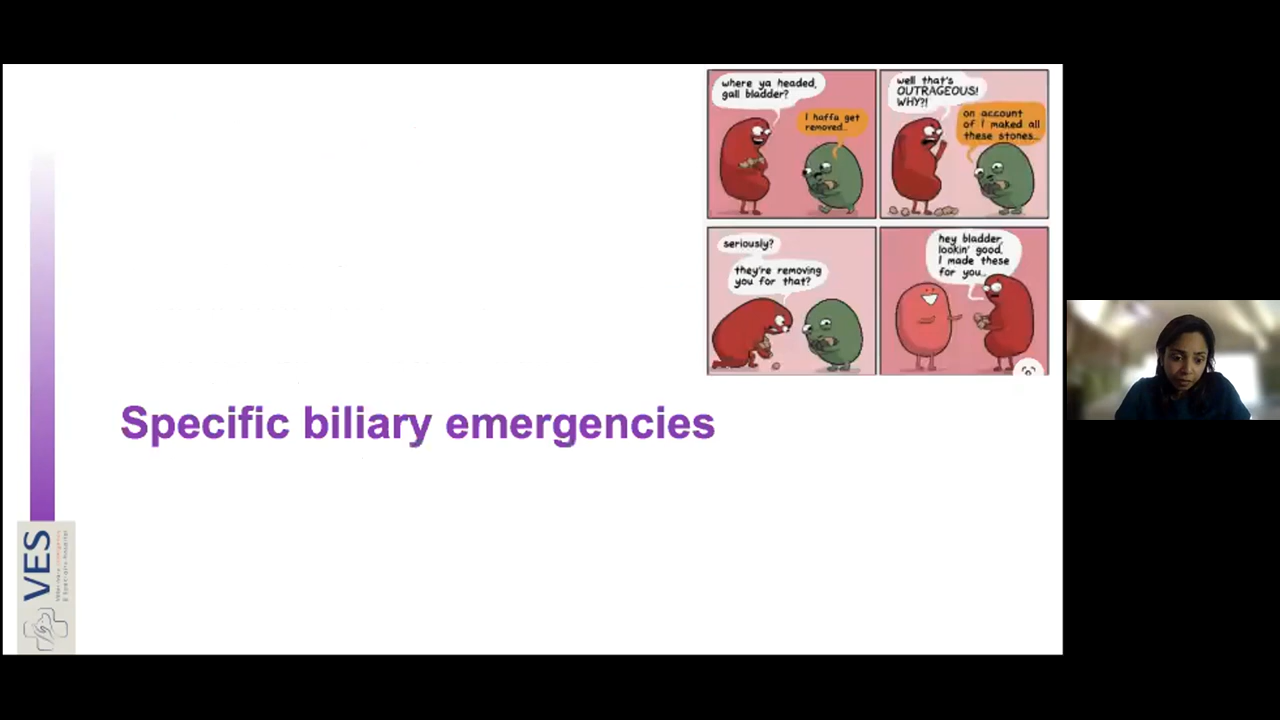 where ya headed,
gall bladder?
I hafta get
removed..
well that's
OUTRAGEOUS!
WHY?!
on account
of I maked all
these stones...
seriously?
they're removing
you for that?
hey bladder,
lookin' good.
I made these
for you...
Specific biliary emergencies
VES